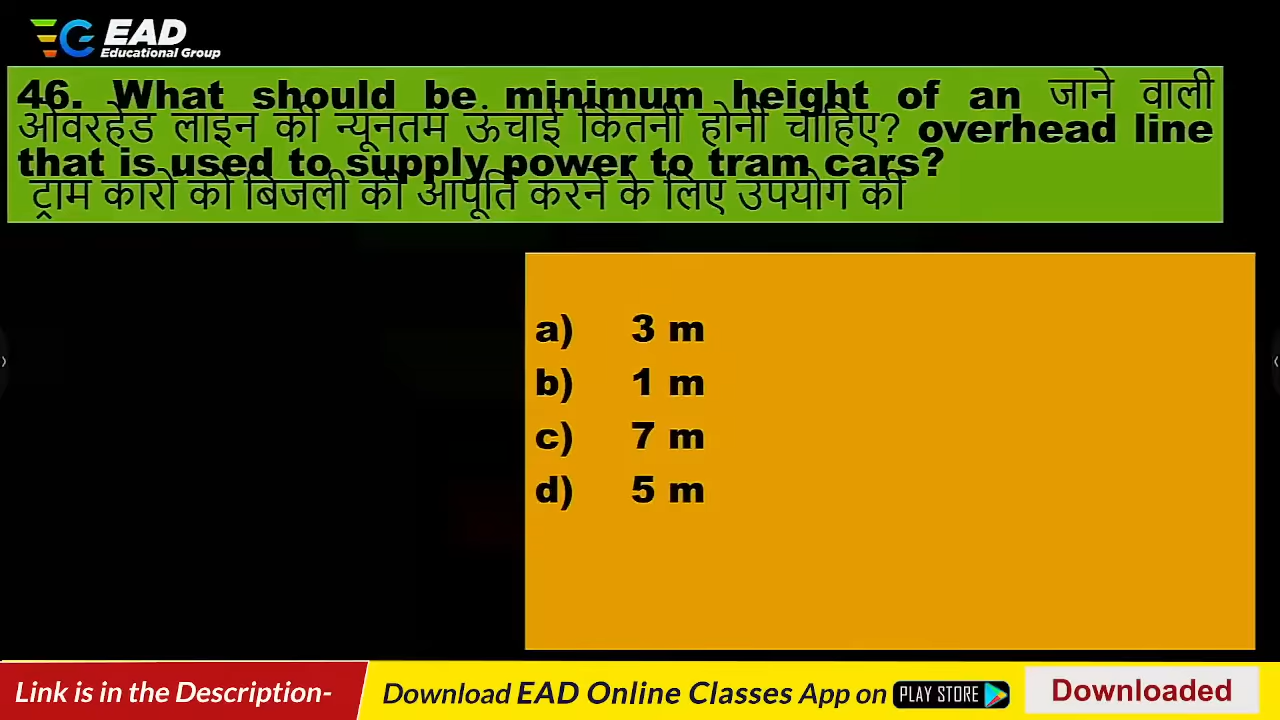 EAD
Educational Group
46. What should be minimum height of an जाने वाली
ओवरहेड लाइन की न्यूनतम ऊंचाई कितनी होनी चाहिए? overhead line
that is used to supply power to tram cars?
ट्राम कारों को बिजली की आपूर्ति करने के लिए उपयोग की
a) 3 m
b) 1 m
c) 7 m
d) 5 m
Link is in the Description-
Download EAD Online Classes App on PLAY STORE
Downloaded